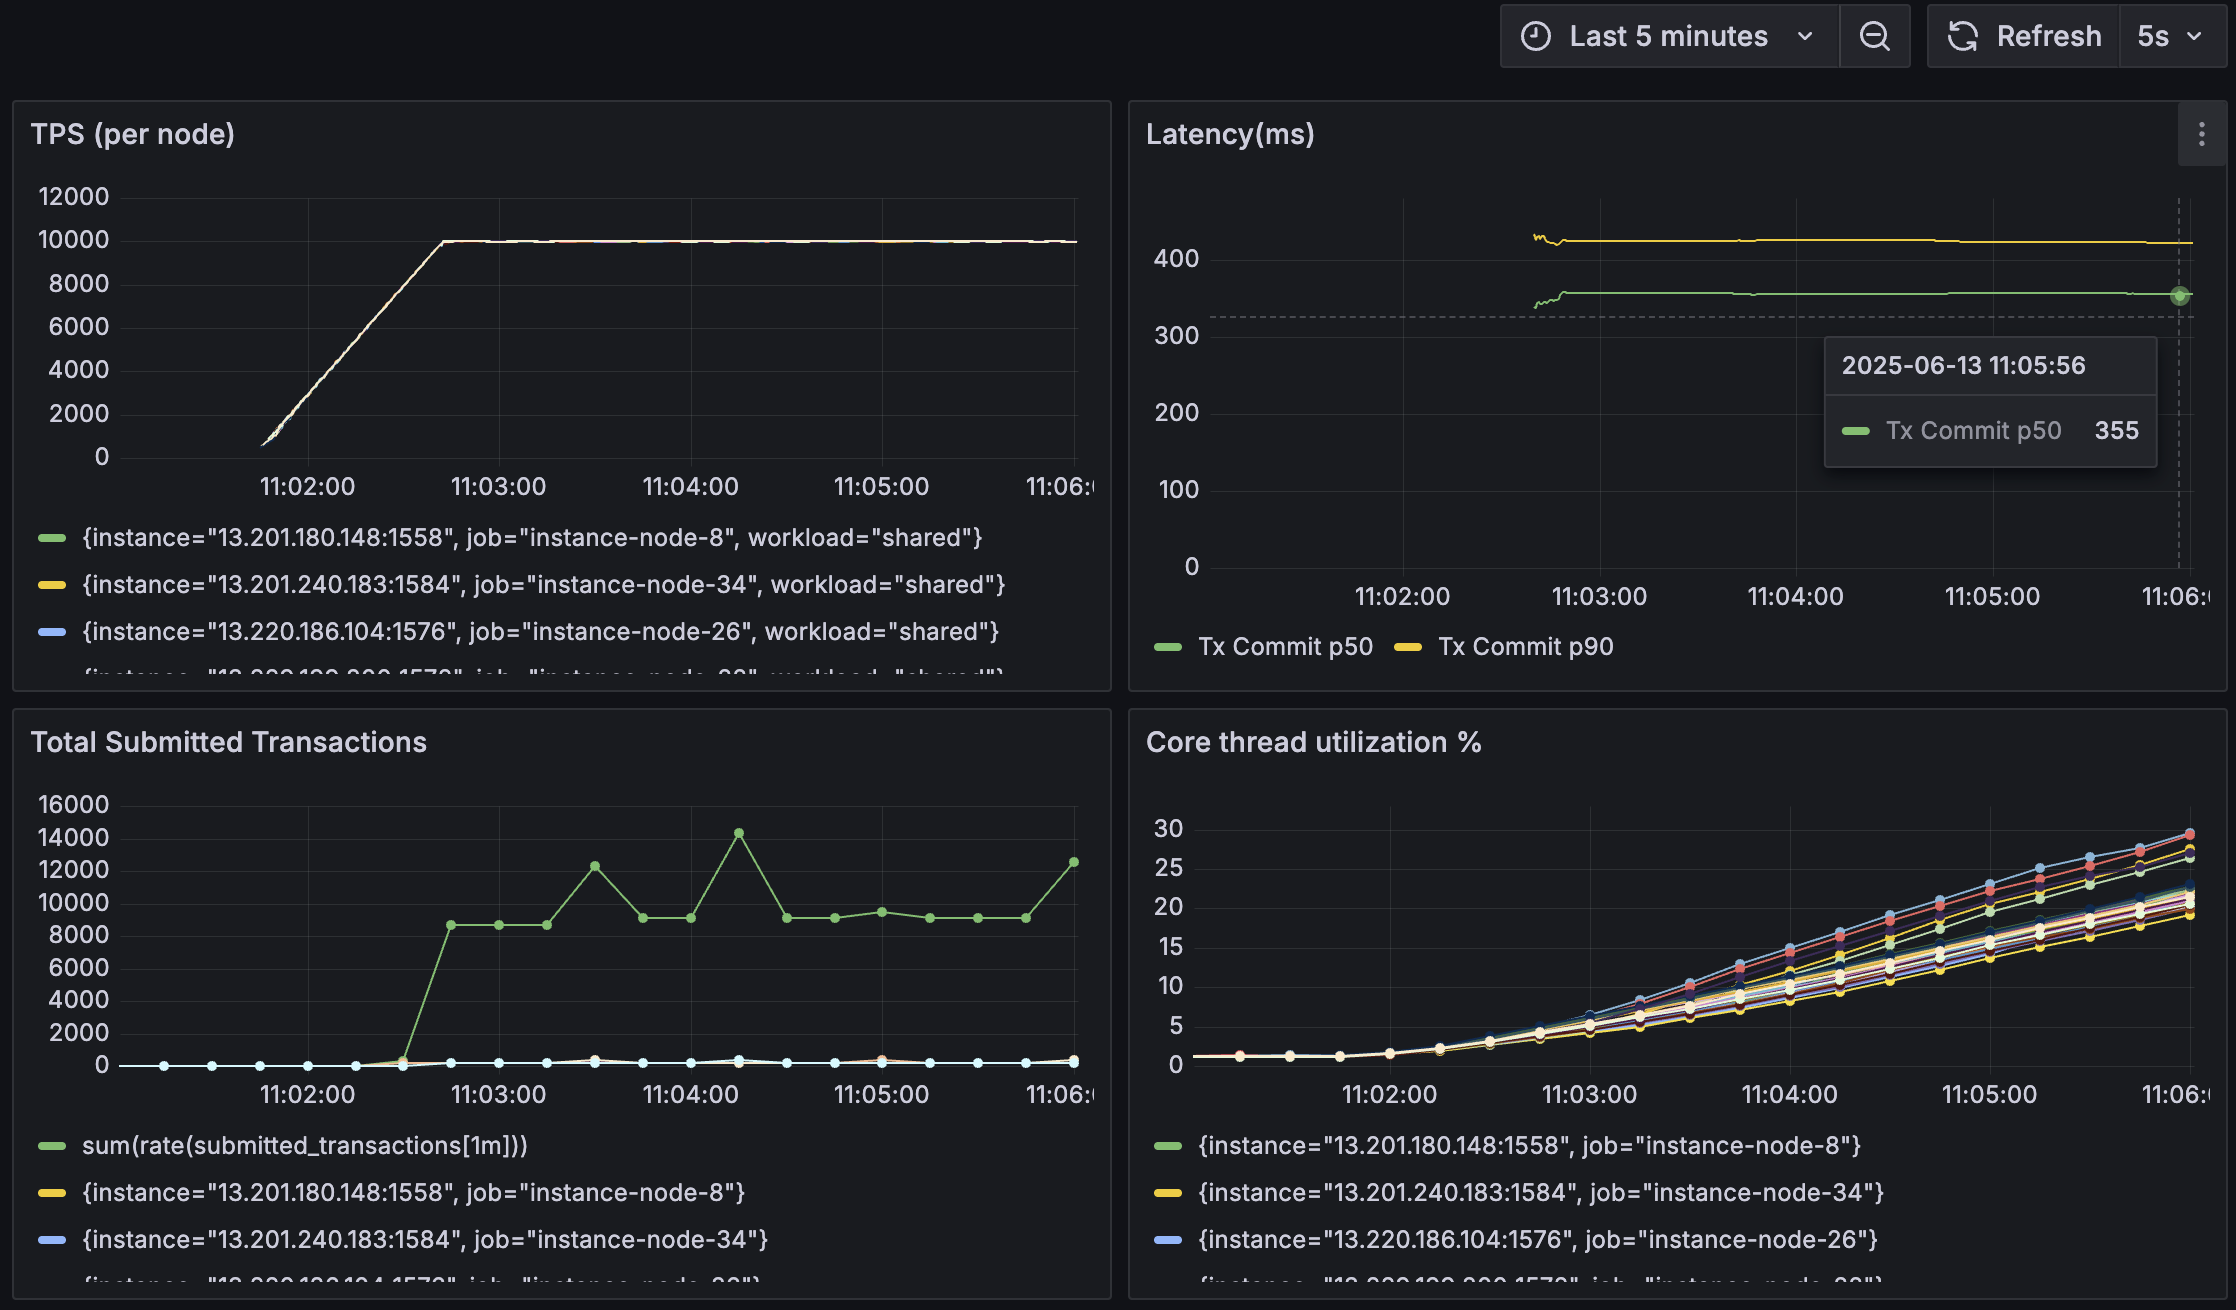 Last 5 minutes
Refresh
5s
TPS (per node)
12000
10000
8000
6000
4000
2000
0
11:02:00 11:03:00 11:04:00 11:05:00 11:06:
{instance="13.201.180.148:1558", job="instance-node-8", workload="shared"}
{instance="13.201.240.183:1584", job="instance-node-34", workload="shared"}
{instance="13.220.186.104:1576", job="instance-node-26", workload="shared"}
Latency(ms)
400
300
200
100
0
2025-06-13 11:05:56
Tx Commit p50 355
11:02:00 11:03:00 11:04:00 11:05:00 11:06:
Tx Commit p50 Tx Commit p90
Total Submitted Transactions
16000
14000
12000
10000
8000
6000
4000
2000
0
11:02:00 11:03:00 11:04:00 11:05:00 11:06:
sum(rate(submitted_transactions[1m]))
{instance="13.201.180.148:1558", job="instance-node-8"}
{instance="13.201.240.183:1584", job="instance-node-34"}
Core thread utilization %
30
25
20
15
10
5
0
11:02:00 11:03:00 11:04:00 11:05:00 11:06:
{instance="13.201.180.148:1558", job="instance-node-8"}
{instance="13.201.240.183:1584", job="instance-node-34"}
{instance="13.220.186.104:1576", job="instance-node-26"}